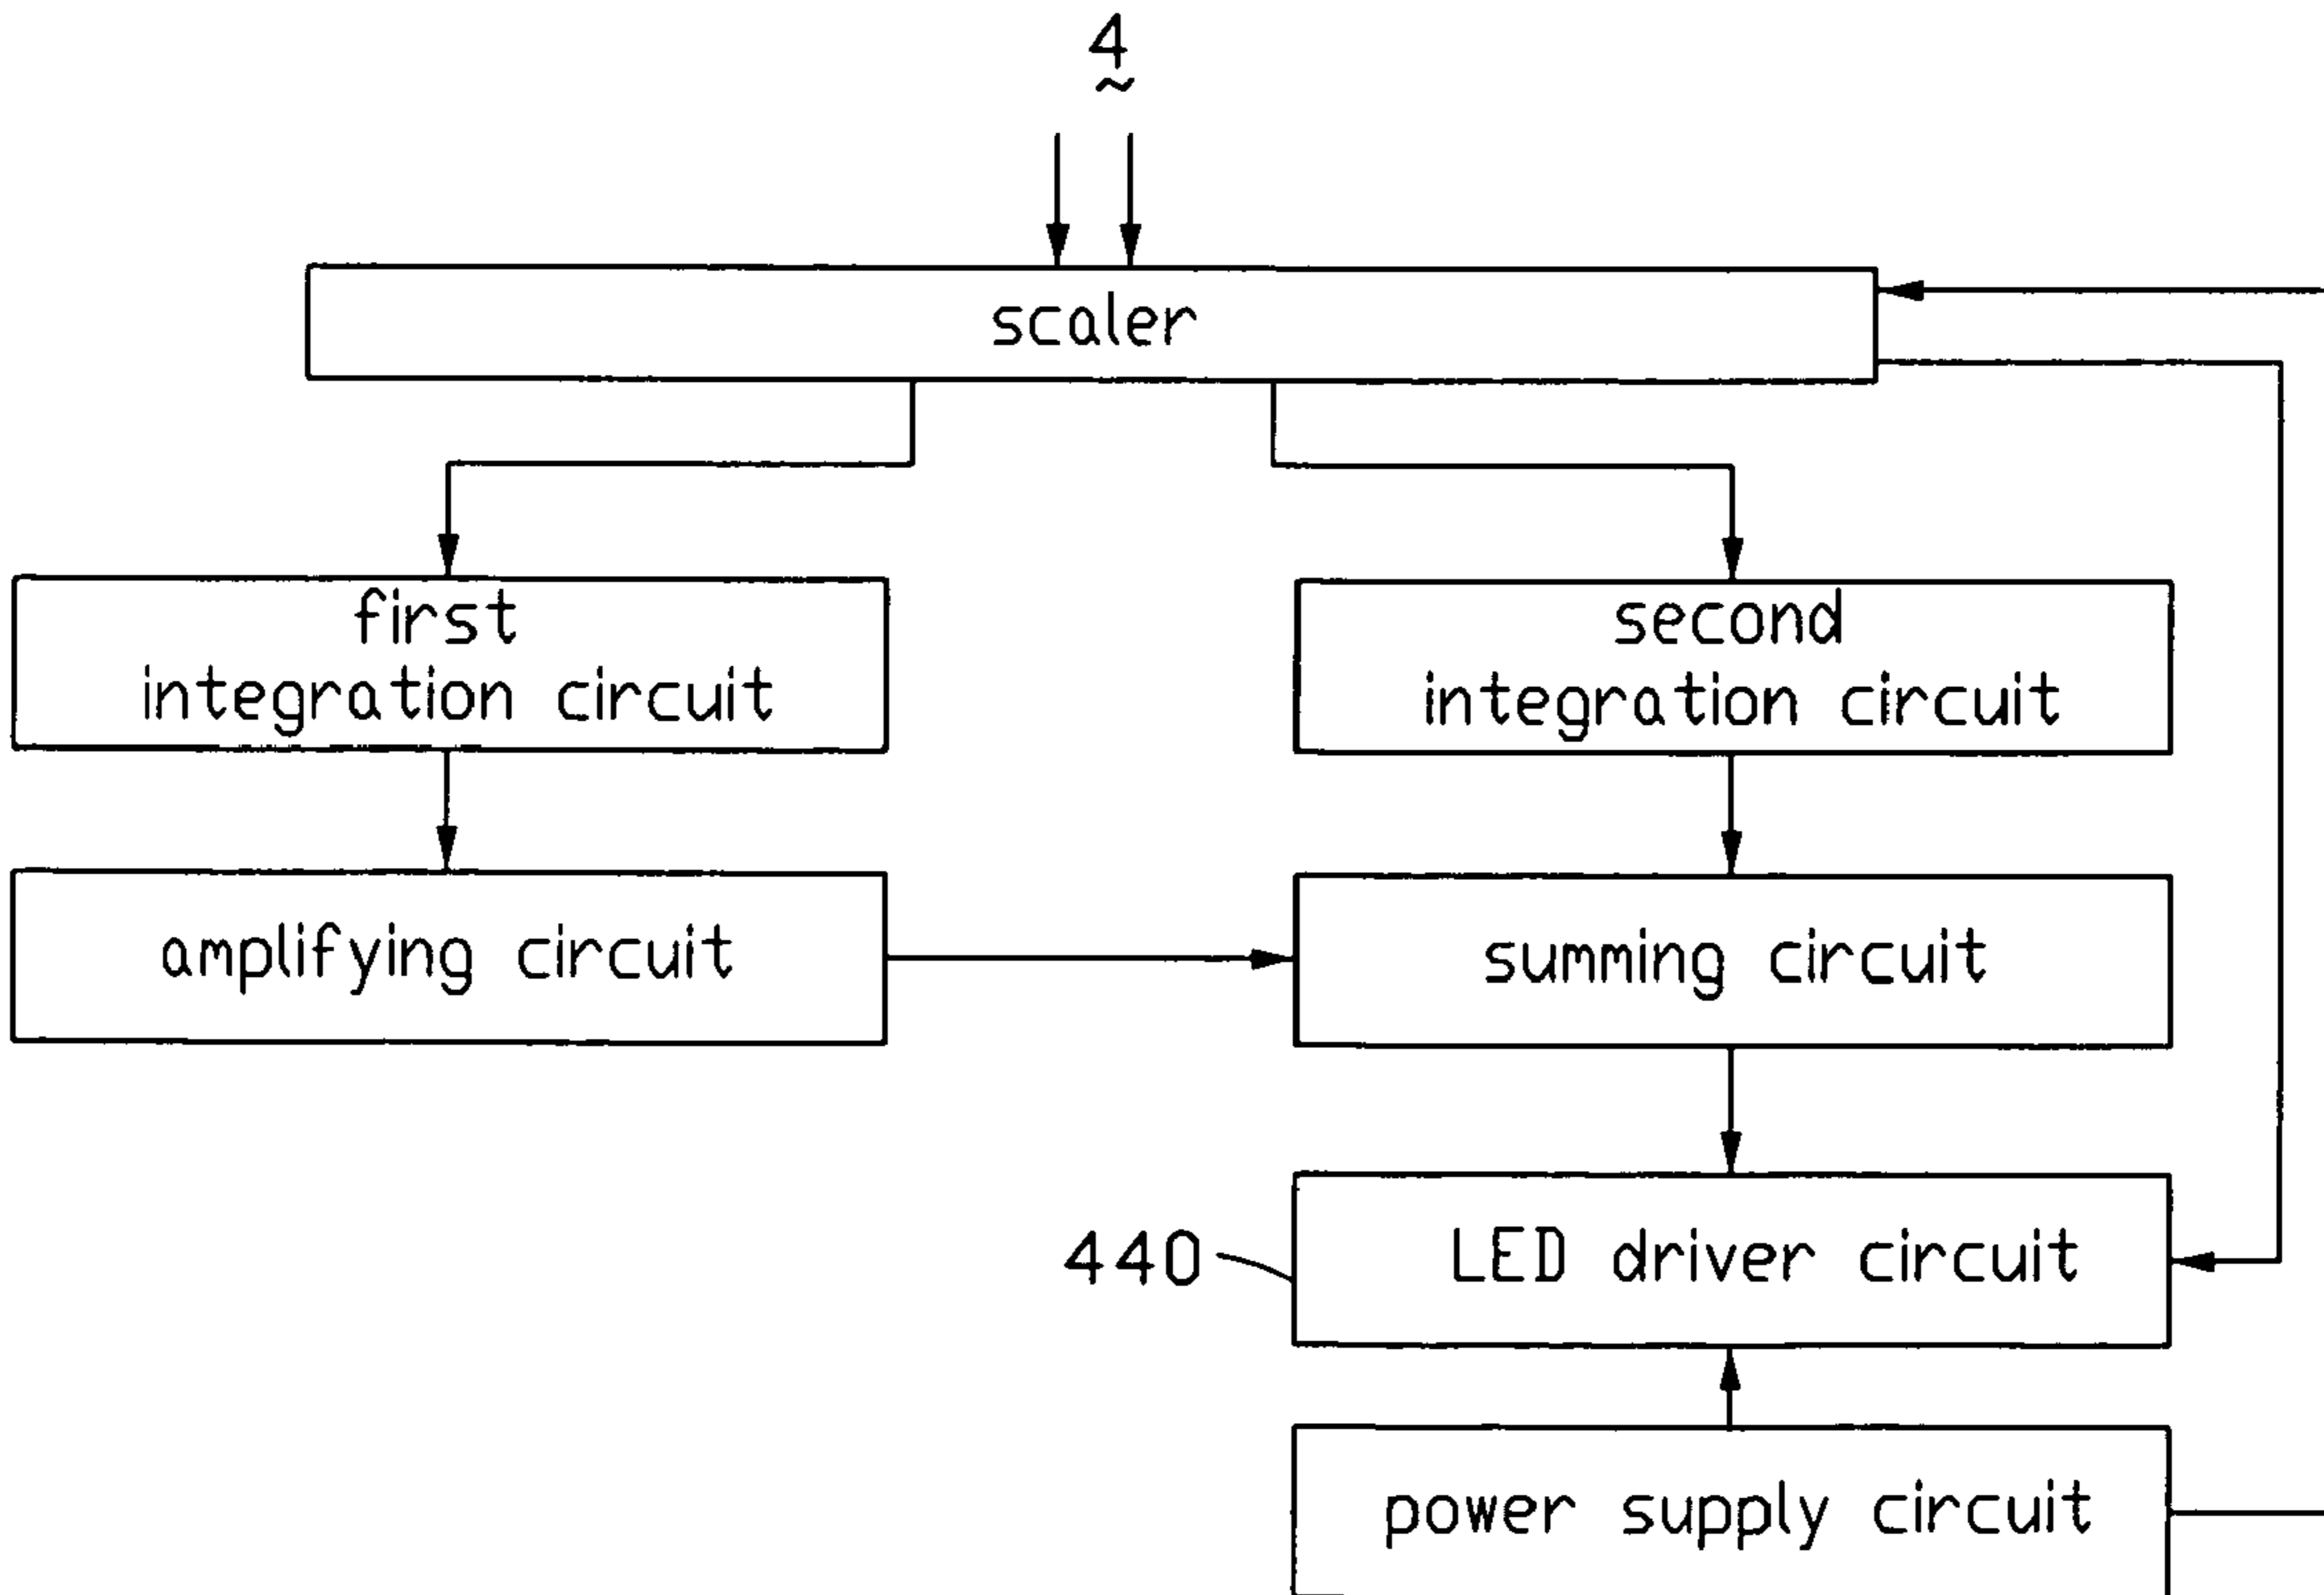 4
scaler
first
integration circuit
second
integration circuit
amplifying circuit
summing circuit
440
LED driver circuit
power supply circuit